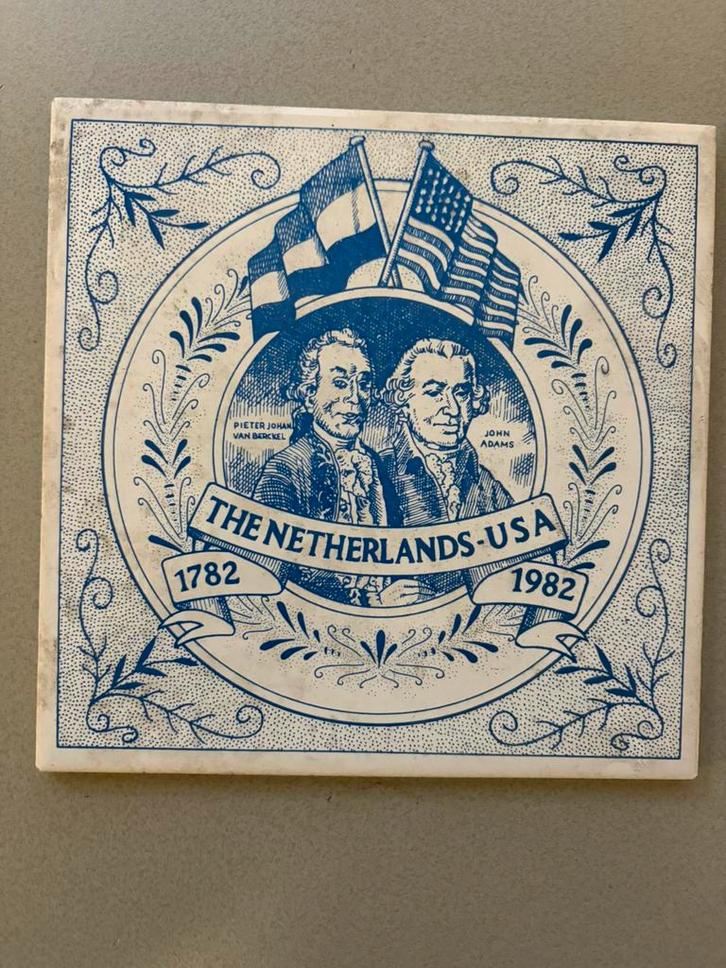 PIETER JOHAN
VAN BERCKEL
JOHN
ADAMS
THE NETHERLANDS-USA
1782
1982